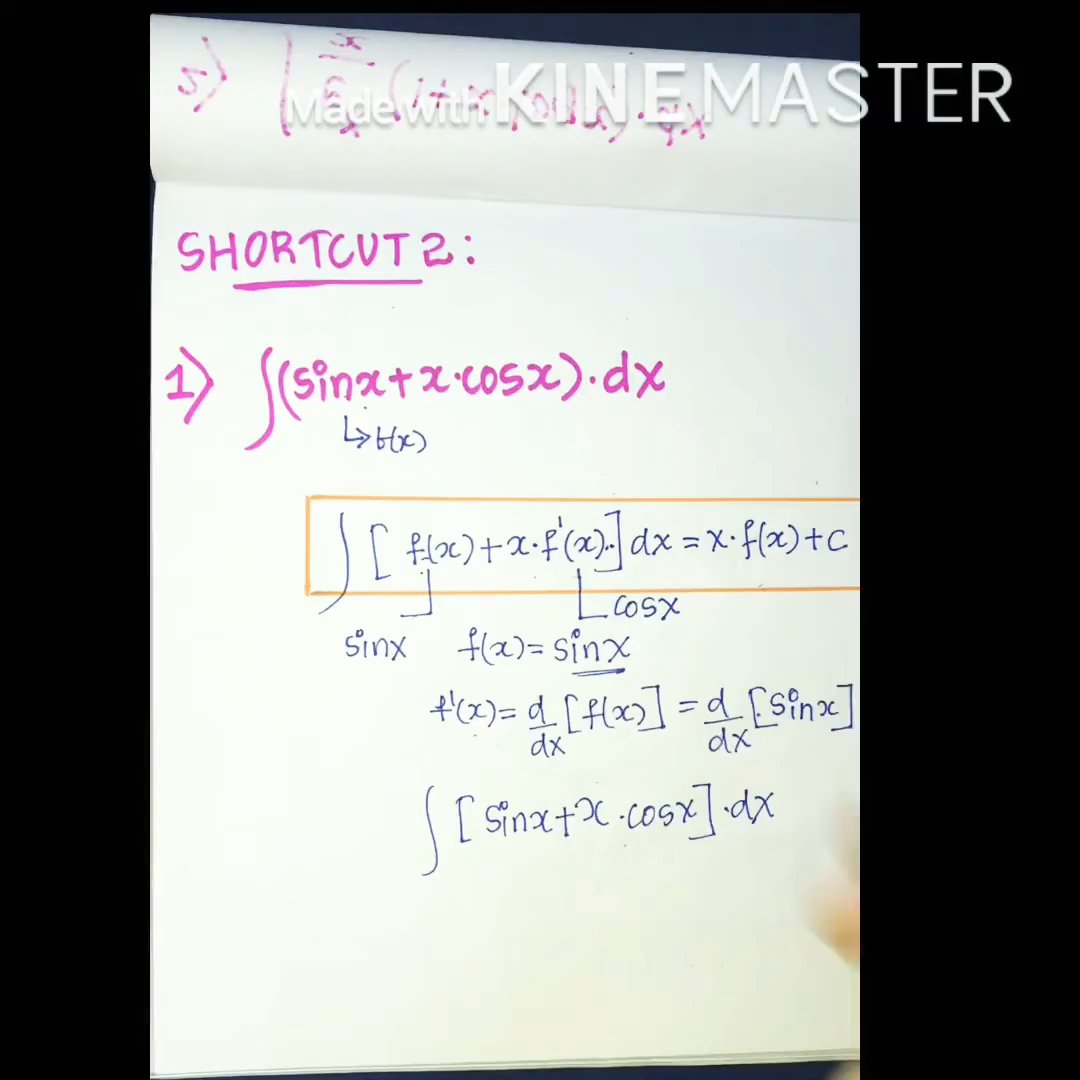 5)
Made with KINEMASTER
SHORTCUT 2:
1) ∫(sinx+x·cosx)·dx
↳ f(x)
∫[f(x)+x·f'(x)·]dx = x·f(x)+C
cosx
sinx f(x)= sinx
f'(x)= d/dx [f(x)] = d/dx [sinx]
∫[sinx+x·cosx]·dx